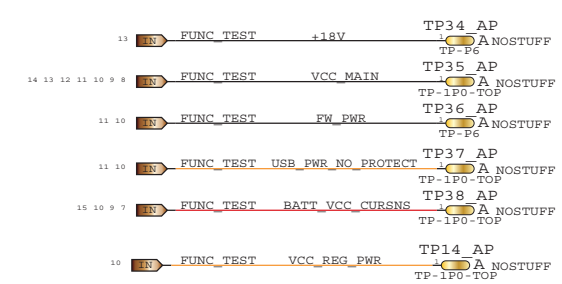 TP34_AP
13 IN FUNC_TEST +18V 1 A NOSTUFF
TP-P6
TP35_AP
14 13 12 11 10 9 8 IN FUNC_TEST VCC_MAIN 1 A NOSTUFF
TP-1P0-TOP
TP36_AP
11 10 IN FUNC_TEST FW_PWR 1 A NOSTUFF
TP-P6
TP37_AP
11 10 IN FUNC_TEST USB_PWR_NO_PROTECT 1 A NOSTUFF
TP-1P0-TOP
TP38_AP
15 10 9 7 IN FUNC_TEST BATT_VCC_CURSNS 1 A NOSTUFF
TP-1P0-TOP
TP14_AP
10 IN FUNC_TEST VCC_REG_PWR 1 A NOSTUFF
TP-1P0-TOP